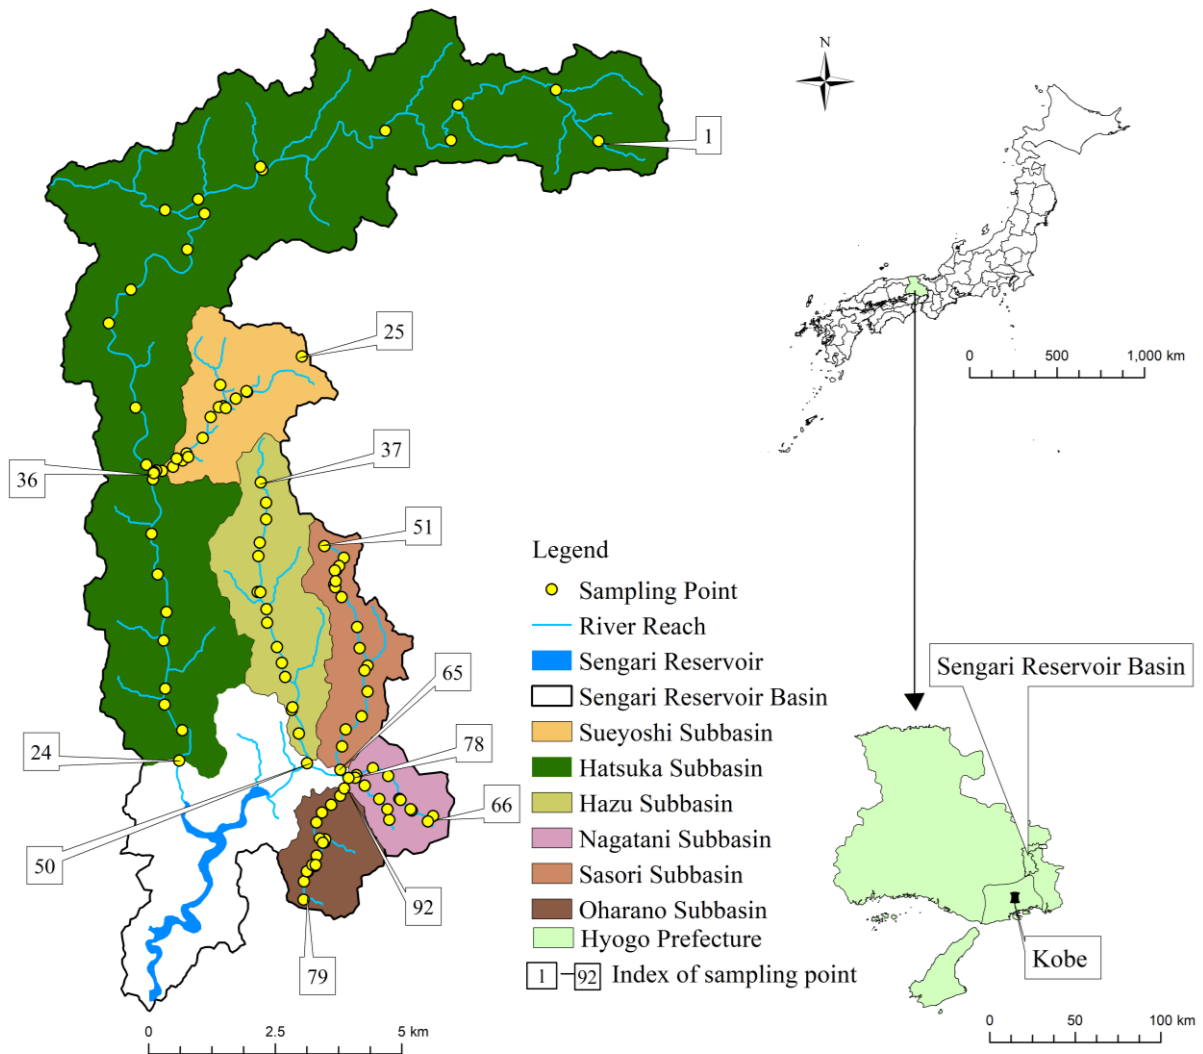 N
1
25
36
37
51
65
78
24
66
50
92
79
0 2.5 5 km
Legend
Sampling Point
River Reach
Sengari Reservoir
Sengari Reservoir Basin
Sueyoshi Subbasin
Hatsuka Subbasin
Hazu Subbasin
Nagatani Subbasin
Sasori Subbasin
Oharano Subbasin
Hyogo Prefecture
1 – 92 Index of sampling point
0 500 1,000 km
Sengari Reservoir Basin
Kobe
0 50 100 km